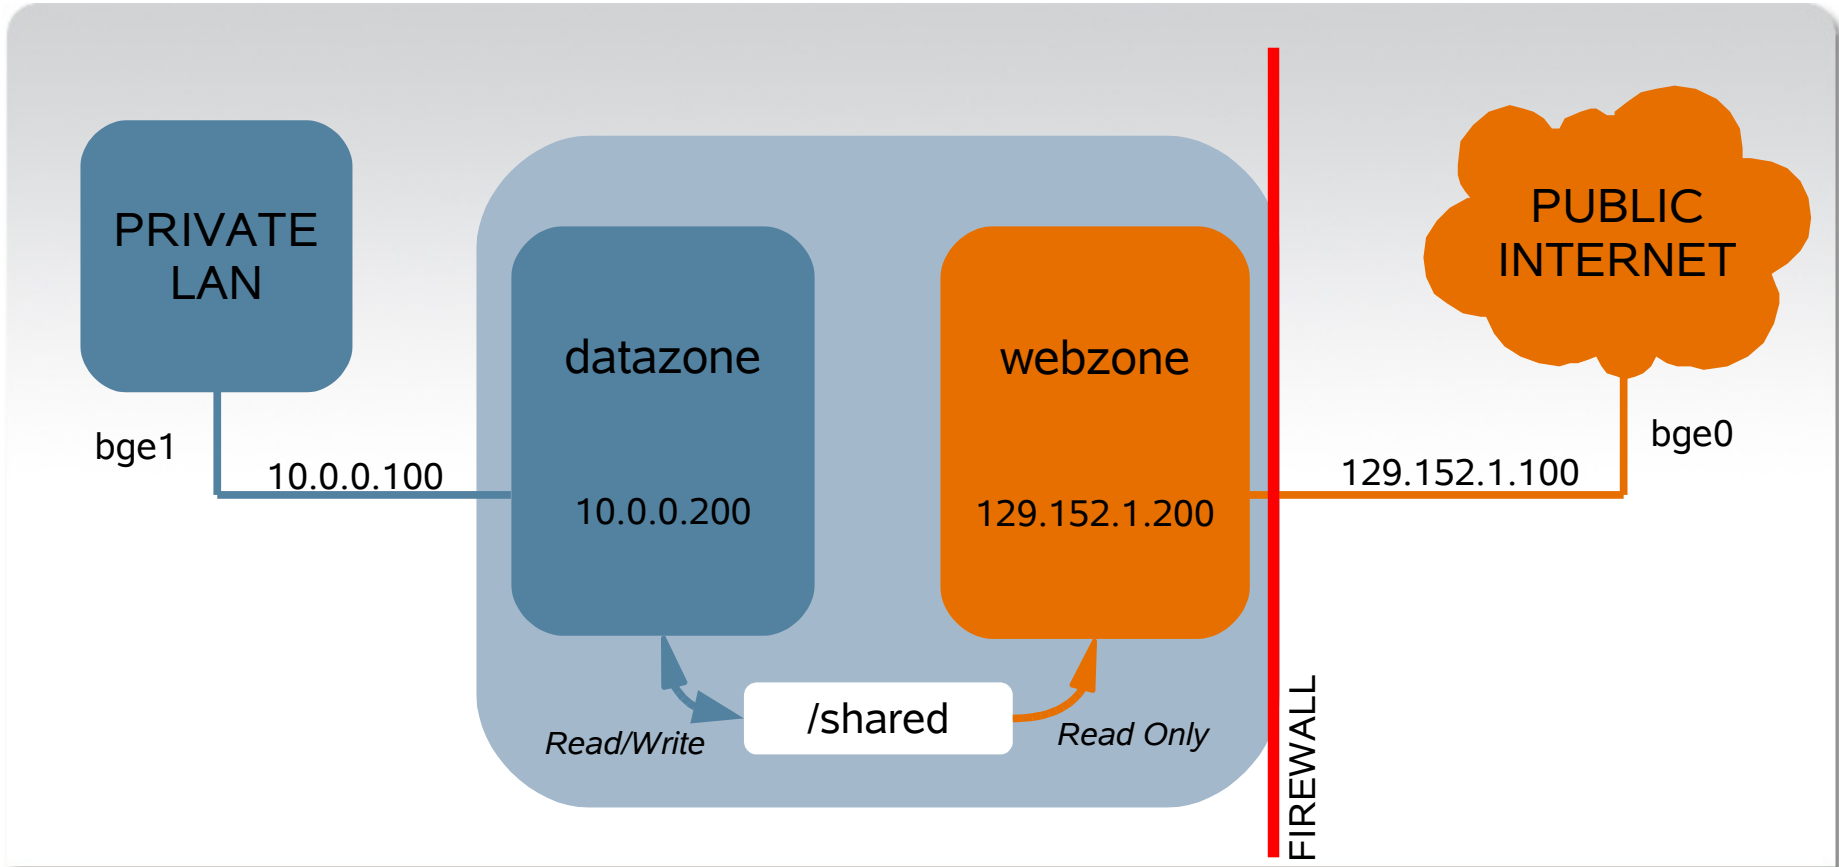 PRIVATE
LAN
bge1
10.0.0.100
datazone
10.0.0.200
webzone
129.152.1.200
/shared
Read/Write
Read Only
FIREWALL
PUBLIC
INTERNET
bge0
129.152.1.100